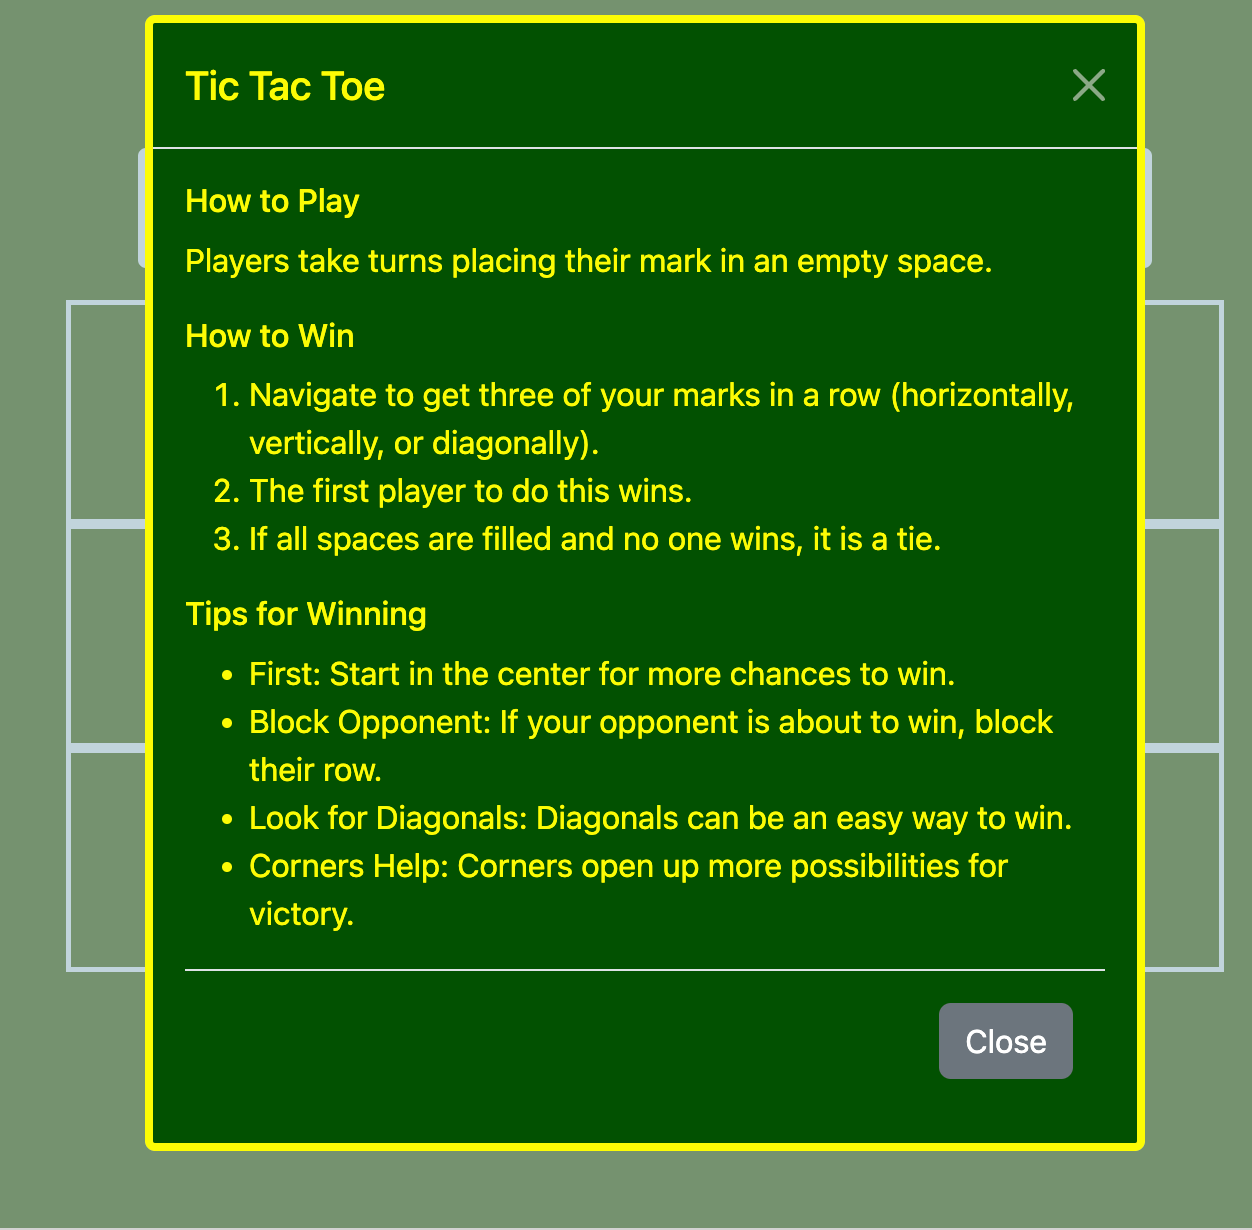 Tic Tac Toe
How to Play
Players take turns placing their mark in an empty space.
How to Win
1. Navigate to get three of your marks in a row (horizontally,
vertically, or diagonally).
2. The first player to do this wins.
3. If all spaces are filled and no one wins, it is a tie.
Tips for Winning
• First: Start in the center for more chances to win.
• Block Opponent: If your opponent is about to win, block
their row.
• Look for Diagonals: Diagonals can be an easy way to win.
• Corners Help: Corners open up more possibilities for
victory.
Close